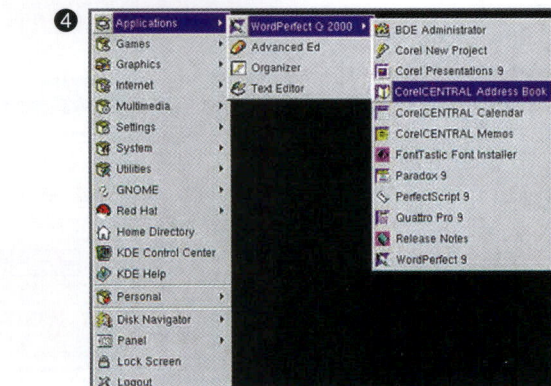 4
Applications
Games
Graphics
Internet
Multimedia
Settings
System
Utilities
GNOME
Red Hat
Home Directory
KDE Control Center
KDE Help
Personal
Disk Navigator
Panel
Lock Screen
Logout
WordPerfect O 2000
Advanced Ed
Organizer
Text Editor
BDE Administrator
Corel New Project
Corel Presentations 9
CorelCENTRAL Address Book
CorelCENTRAL Calendar
CorelCENTRAL Memos
FontTastic Font Installer
Paradox 9
PerfectScript 9
Quattro Pro 9
Release Notes
WordPerfect 9